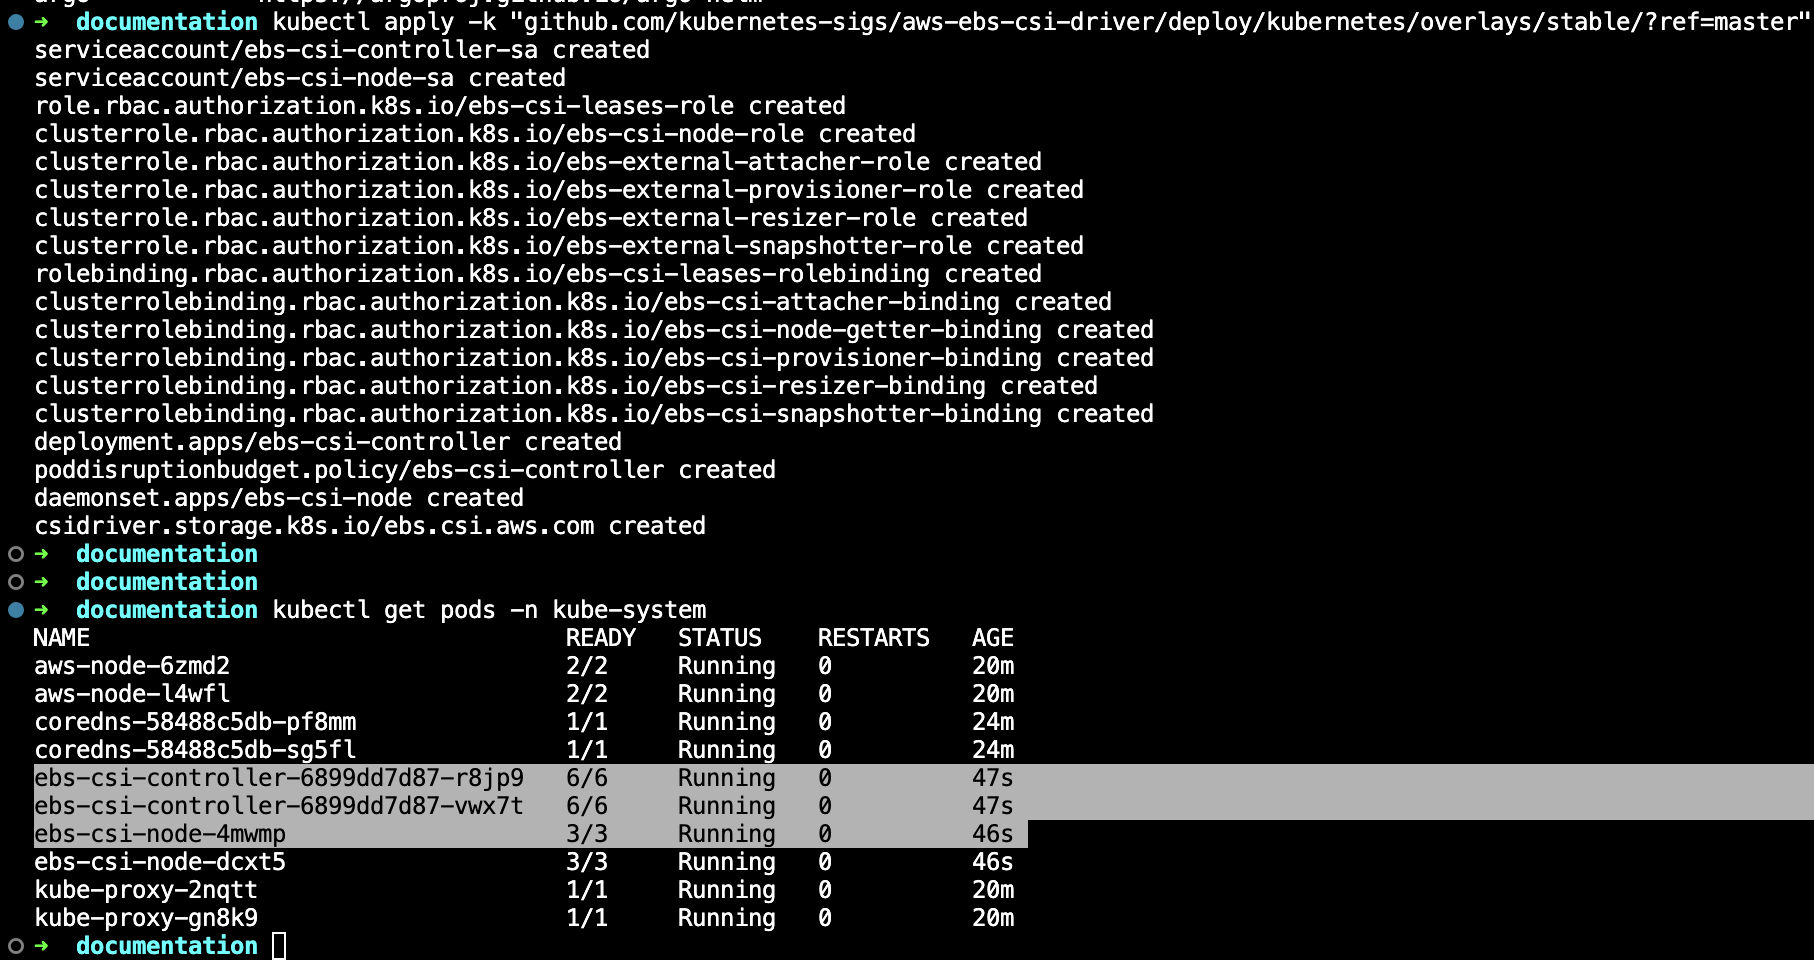 ➜  documentation kubectl apply -k "github.com/kubernetes-sigs/aws-ebs-csi-driver/deploy/kubernetes/overlays/stable/?ref=master"
serviceaccount/ebs-csi-controller-sa created
serviceaccount/ebs-csi-node-sa created
role.rbac.authorization.k8s.io/ebs-csi-leases-role created
clusterrole.rbac.authorization.k8s.io/ebs-csi-node-role created
clusterrole.rbac.authorization.k8s.io/ebs-external-attacher-role created
clusterrole.rbac.authorization.k8s.io/ebs-external-provisioner-role created
clusterrole.rbac.authorization.k8s.io/ebs-external-resizer-role created
clusterrole.rbac.authorization.k8s.io/ebs-external-snapshotter-role created
rolebinding.rbac.authorization.k8s.io/ebs-csi-leases-rolebinding created
clusterrolebinding.rbac.authorization.k8s.io/ebs-csi-attacher-binding created
clusterrolebinding.rbac.authorization.k8s.io/ebs-csi-node-getter-binding created
clusterrolebinding.rbac.authorization.k8s.io/ebs-csi-provisioner-binding created
clusterrolebinding.rbac.authorization.k8s.io/ebs-csi-resizer-binding created
clusterrolebinding.rbac.authorization.k8s.io/ebs-csi-snapshotter-binding created
deployment.apps/ebs-csi-controller created
poddisruptionbudget.policy/ebs-csi-controller created
daemonset.apps/ebs-csi-node created
csidriver.storage.k8s.io/ebs.csi.aws.com created
➜  documentation
➜  documentation
➜  documentation kubectl get pods -n kube-system
NAME                                  READY   STATUS    RESTARTS   AGE
aws-node-6zmd2                        2/2     Running   0          20m
aws-node-l4wfl                        2/2     Running   0          20m
coredns-58488c5db-pf8mm               1/1     Running   0          24m
coredns-58488c5db-sg5fl               1/1     Running   0          24m
ebs-csi-controller-6899dd7d87-r8jp9   6/6     Running   0          47s
ebs-csi-controller-6899dd7d87-vwx7t   6/6     Running   0          47s
ebs-csi-node-4mwmp                    3/3     Running   0          46s
ebs-csi-node-dcxt5                    3/3     Running   0          46s
kube-proxy-2nqtt                      1/1     Running   0          20m
kube-proxy-gn8k9                      1/1     Running   0          20m
➜  documentation